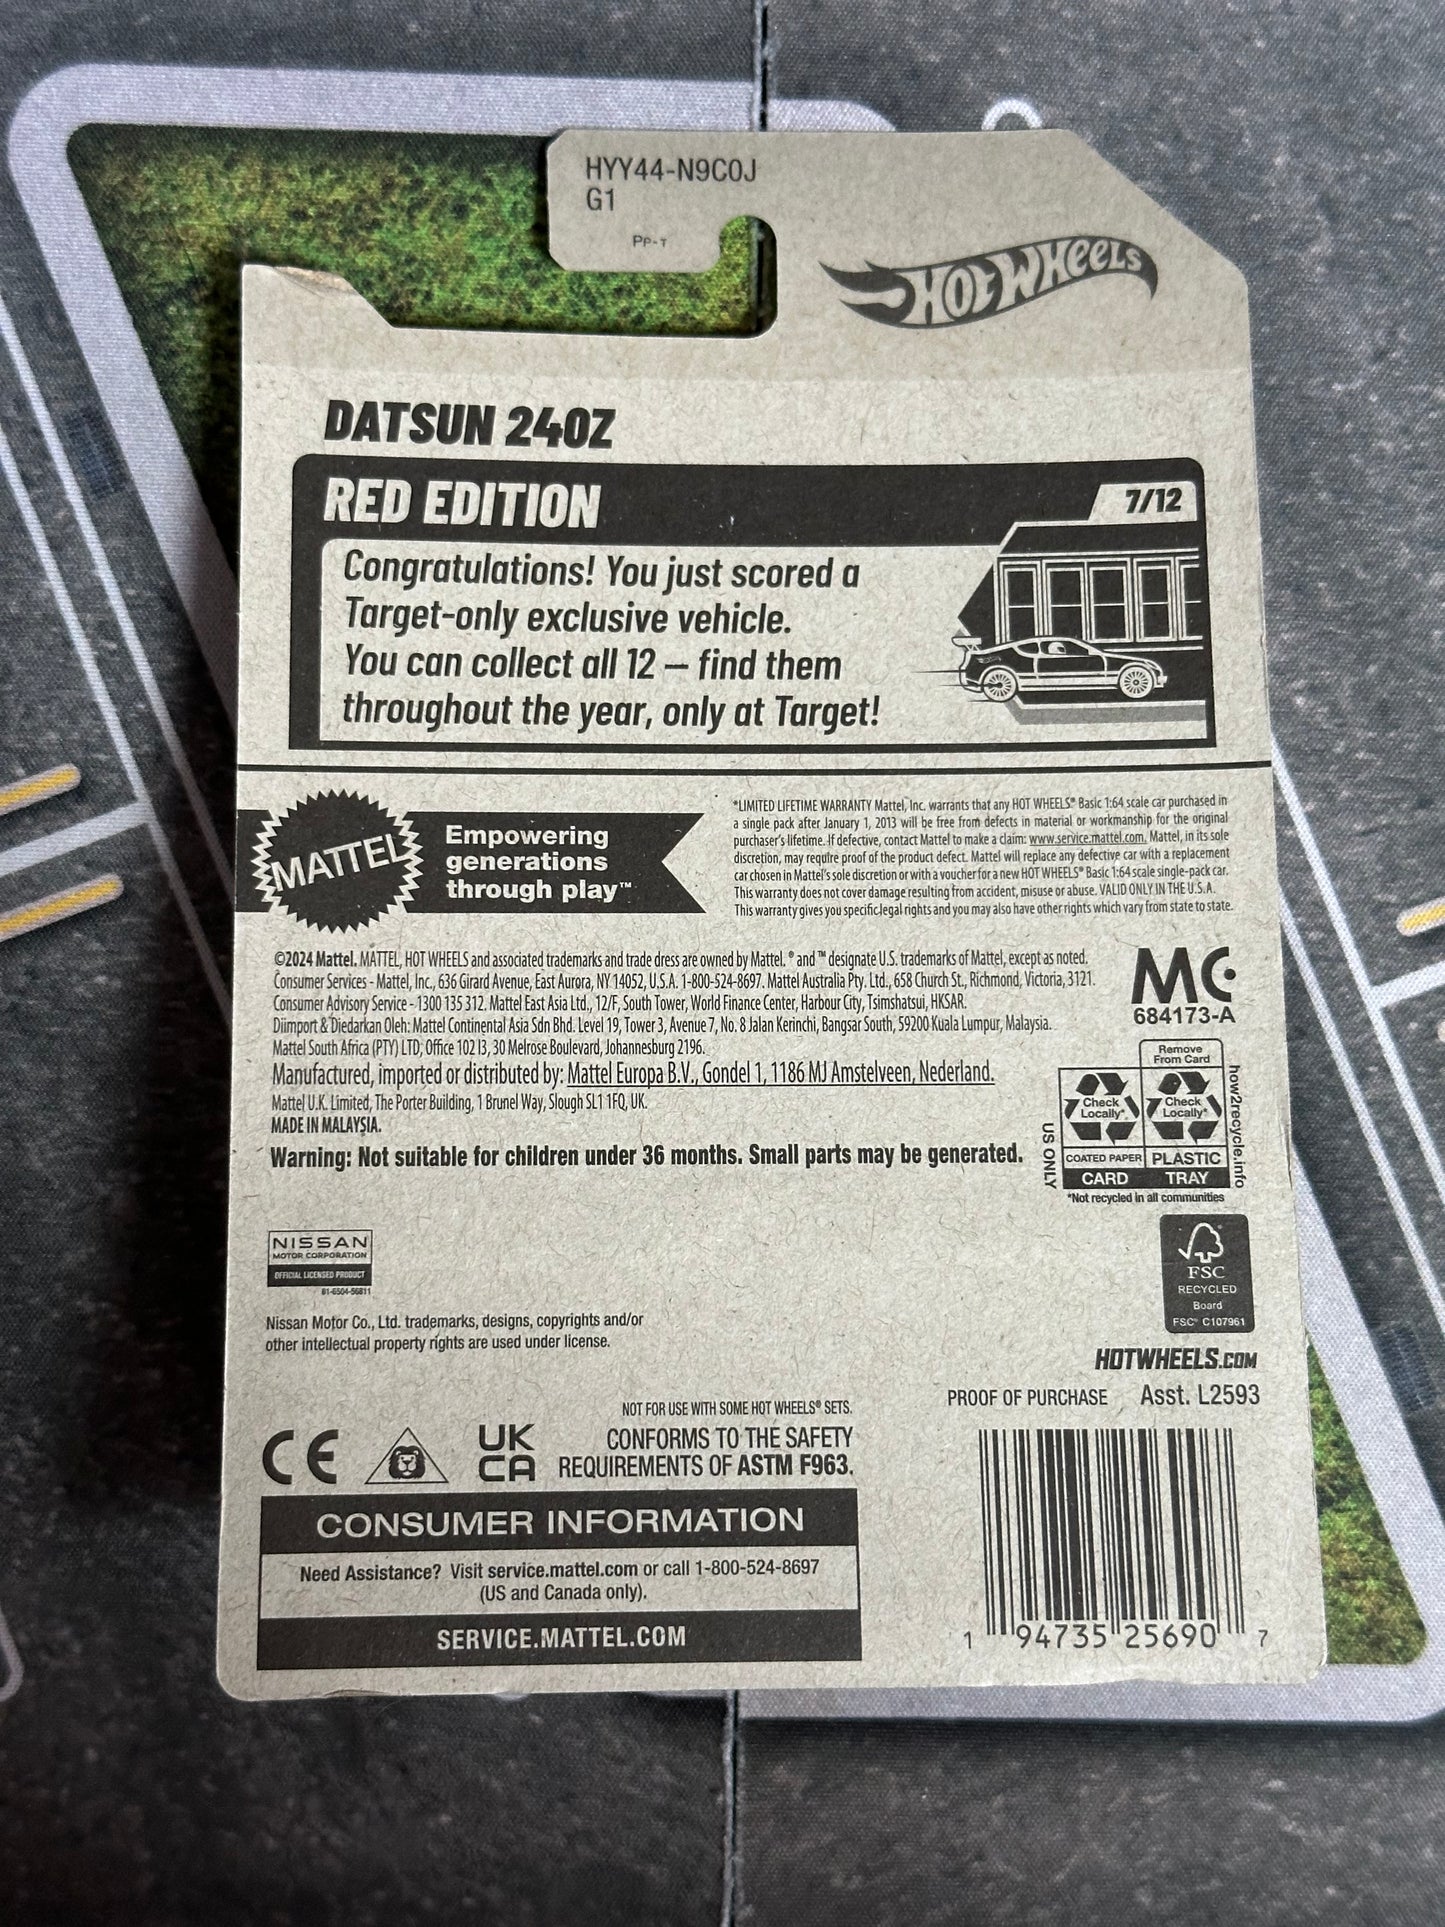 HYY44-N9C0J
G1
PP-T
HOT WHEELS
DATSUN 240Z
RED EDITION
7/12
Congratulations! You just scored a
Target-only exclusive vehicle.
You can collect all 12 – find them
throughout the year, only at Target!
MATTEL
Empowering
generations
through play™
*LIMITED LIFETIME WARRANTY Mattel, Inc. warrants that any HOT WHEELS® Basic 1:64 scale car purchased in
a single pack after January 1, 2013 will be free from defects in material or workmanship for the original
purchaser's lifetime. If defective, contact Mattel to make a claim: www.service.mattel.com. Mattel, in its sole
discretion, may require proof of the product defect. Mattel will replace any defective car with a replacement
car chosen in Mattel's sole discretion or with a voucher for a new HOT WHEELS® Basic 1:64 scale single-pack car.
This warranty does not cover damage resulting from accident, misuse or abuse. VALID ONLY IN THE U.S.A.
This warranty gives you specific legal rights and you may also have other rights which vary from state to state.
©2024 Mattel. MATTEL, HOT WHEELS and associated trademarks and trade dress are owned by Mattel. ® and ™ designate U.S. trademarks of Mattel, except as noted.
Consumer Services - Mattel, Inc., 636 Girard Avenue, East Aurora, NY 14052, U.S.A. 1-800-524-8697. Mattel Australia Pty. Ltd., 658 Church St., Richmond, Victoria, 3121.
Consumer Advisory Service - 1300 135 312. Mattel East Asia Ltd., 12/F, South Tower, World Finance Center, Harbour City, Tsimshatsui, HKSAR.
Diimport & Diedarkan Oleh: Mattel Continental Asia Sdn Bhd. Level 19, Tower 3, Avenue 7, No. 8 Jalan Kerinchi, Bangsar South, 59200 Kuala Lumpur, Malaysia.
Mattel South Africa (PTY) LTD, Office 102 I3, 30 Melrose Boulevard, Johannesburg 2196.
Manufactured, imported or distributed by: Mattel Europa B.V., Gondel 1, 1186 MJ Amstelveen, Nederland.
Mattel U.K. Limited, The Porter Building, 1 Brunel Way, Slough SL1 1FQ, UK.
MADE IN MALAYSIA.
Warning: Not suitable for children under 36 months. Small parts may be generated.
MC
684173-A
Remove
From Card
Check
Locally*
Check
Locally*
COATED PAPER
PLASTIC
CARD
TRAY
US ONLY
how2recycle.info
*Not recycled in all communities
NISSAN
MOTOR CORPORATION
OFFICIAL LICENSED PRODUCT
01-6504-56811
Nissan Motor Co., Ltd. trademarks, designs, copyrights and/or
other intellectual property rights are used under license.
FSC
RECYCLED
Board
FSC® C107961
HOTWHEELS.COM
PROOF OF PURCHASE Asst. L2593
NOT FOR USE WITH SOME HOT WHEELS® SETS.
CE
UK
CA
CONFORMS TO THE SAFETY
REQUIREMENTS OF ASTM F963.
CONSUMER INFORMATION
Need Assistance? Visit service.mattel.com or call 1-800-524-8697
(US and Canada only).
SERVICE.MATTEL.COM
1 94735 25690 7